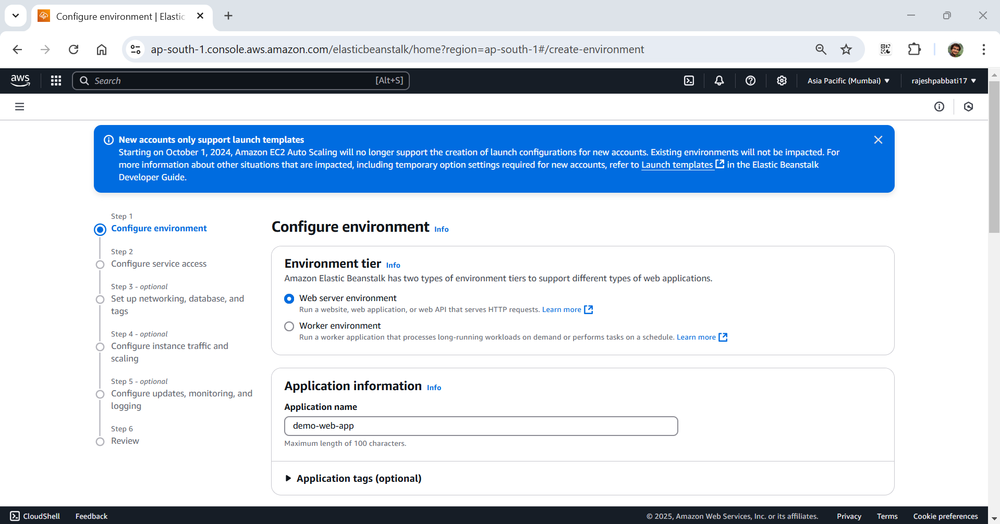 Configure environment | Elastic
ap-south-1.console.aws.amazon.com/elasticbeanstalk/home?region=ap-south-1#/create-environment
aws
Search [Alt+S]
Asia Pacific (Mumbai) ▼
rajeshpabbati17 ▼
New accounts only support launch templates
Starting on October 1, 2024, Amazon EC2 Auto Scaling will no longer support the creation of launch configurations for new accounts. Existing environments will not be impacted. For
more information about other situations that are impacted, including temporary option settings required for new accounts, refer to Launch templates in the Elastic Beanstalk
Developer Guide.
Step 1
Configure environment
Step 2
Configure service access
Step 3 - optional
Set up networking, database, and
tags
Step 4 - optional
Configure instance traffic and
scaling
Step 5 - optional
Configure updates, monitoring, and
logging
Step 6
Review
Configure environment Info
Environment tier Info
Amazon Elastic Beanstalk has two types of environment tiers to support different types of web applications.
Web server environment
Run a website, web application, or web API that serves HTTP requests. Learn more
Worker environment
Run a worker application that processes long-running workloads on demand or performs tasks on a schedule. Learn more
Application information Info
Application name
demo-web-app
Maximum length of 100 characters.
Application tags (optional)
CloudShell
Feedback
© 2025, Amazon Web Services, Inc. or its affiliates.
Privacy
Terms
Cookie preferences